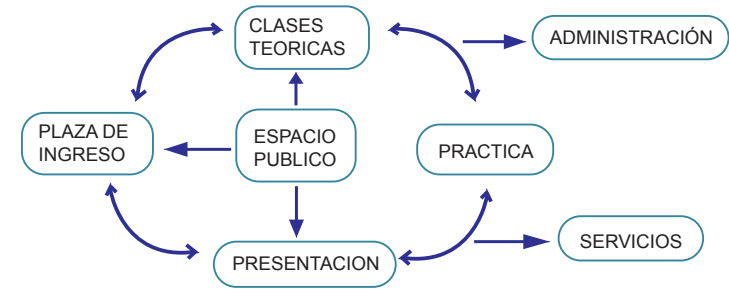 CLASES
TEORICAS
ADMINISTRACIÓN
PLAZA DE
INGRESO
ESPACIO
PUBLICO
PRACTICA
SERVICIOS
PRESENTACION